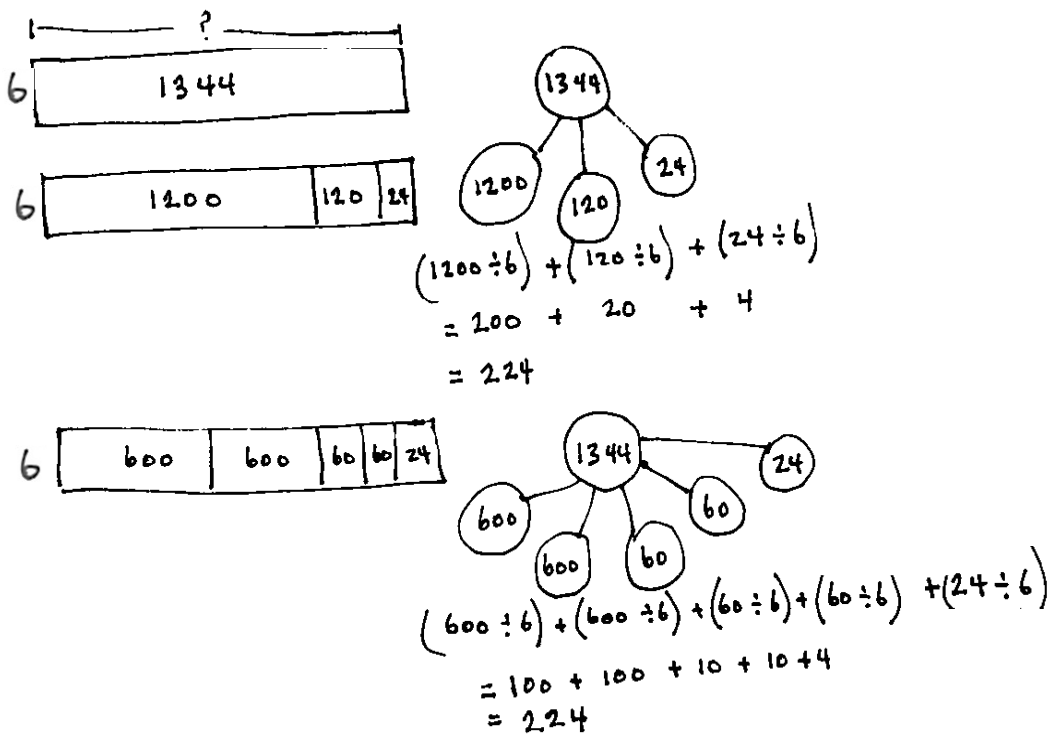 ?
6 1344
1344
1200 120 24
6 1200 120 24
(1200÷6) + (120÷6) + (24÷6)
= 200 + 20 + 4
= 224
6 600 600 60 60 24
1344
600 600 60 60 24
(600÷6) + (600÷6) + (60÷6) + (60÷6) + (24÷6)
= 100 + 100 + 10 + 10 + 4
= 224